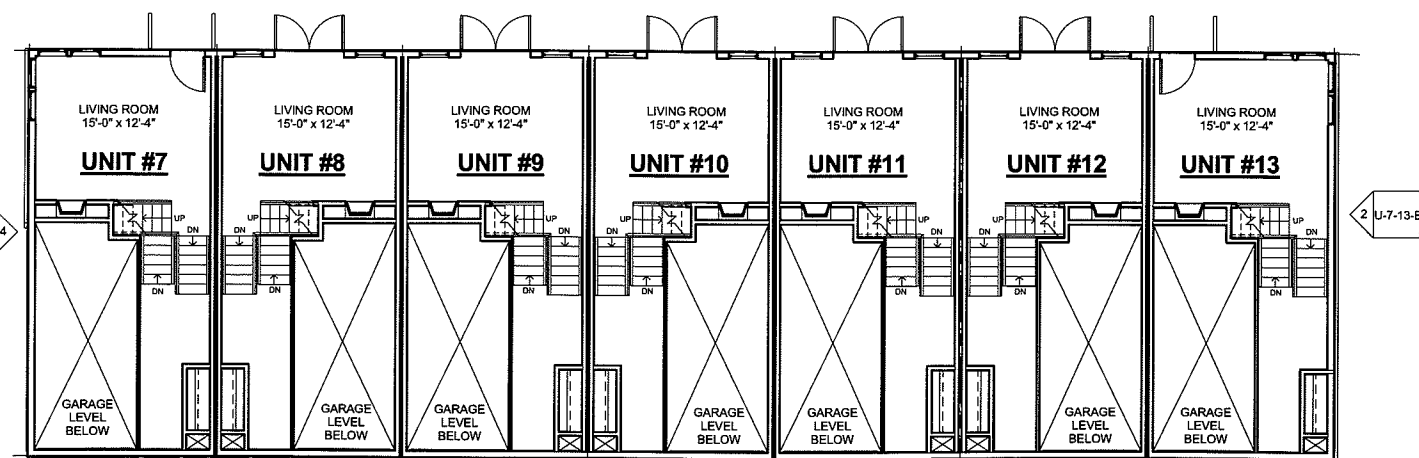 LIVING ROOM
15'-0" x 12'-4"
UNIT #7
UP
DN
DN
GARAGE
LEVEL
BELOW
LIVING ROOM
15'-0" x 12'-4"
UNIT #8
UP
DN
DN
GARAGE
LEVEL
BELOW
LIVING ROOM
15'-0" x 12'-4"
UNIT #9
UP
DN
DN
GARAGE
LEVEL
BELOW
LIVING ROOM
15'-0" x 12'-4"
UNIT #10
UP
DN
DN
GARAGE
LEVEL
BELOW
LIVING ROOM
15'-0" x 12'-4"
UNIT #11
UP
DN
DN
GARAGE
LEVEL
BELOW
LIVING ROOM
15'-0" x 12'-4"
UNIT #12
UP
DN
DN
GARAGE
LEVEL
BELOW
LIVING ROOM
15'-0" x 12'-4"
UNIT #13
UP
DN
DN
GARAGE
LEVEL
BELOW
4
2 U-7-13-E